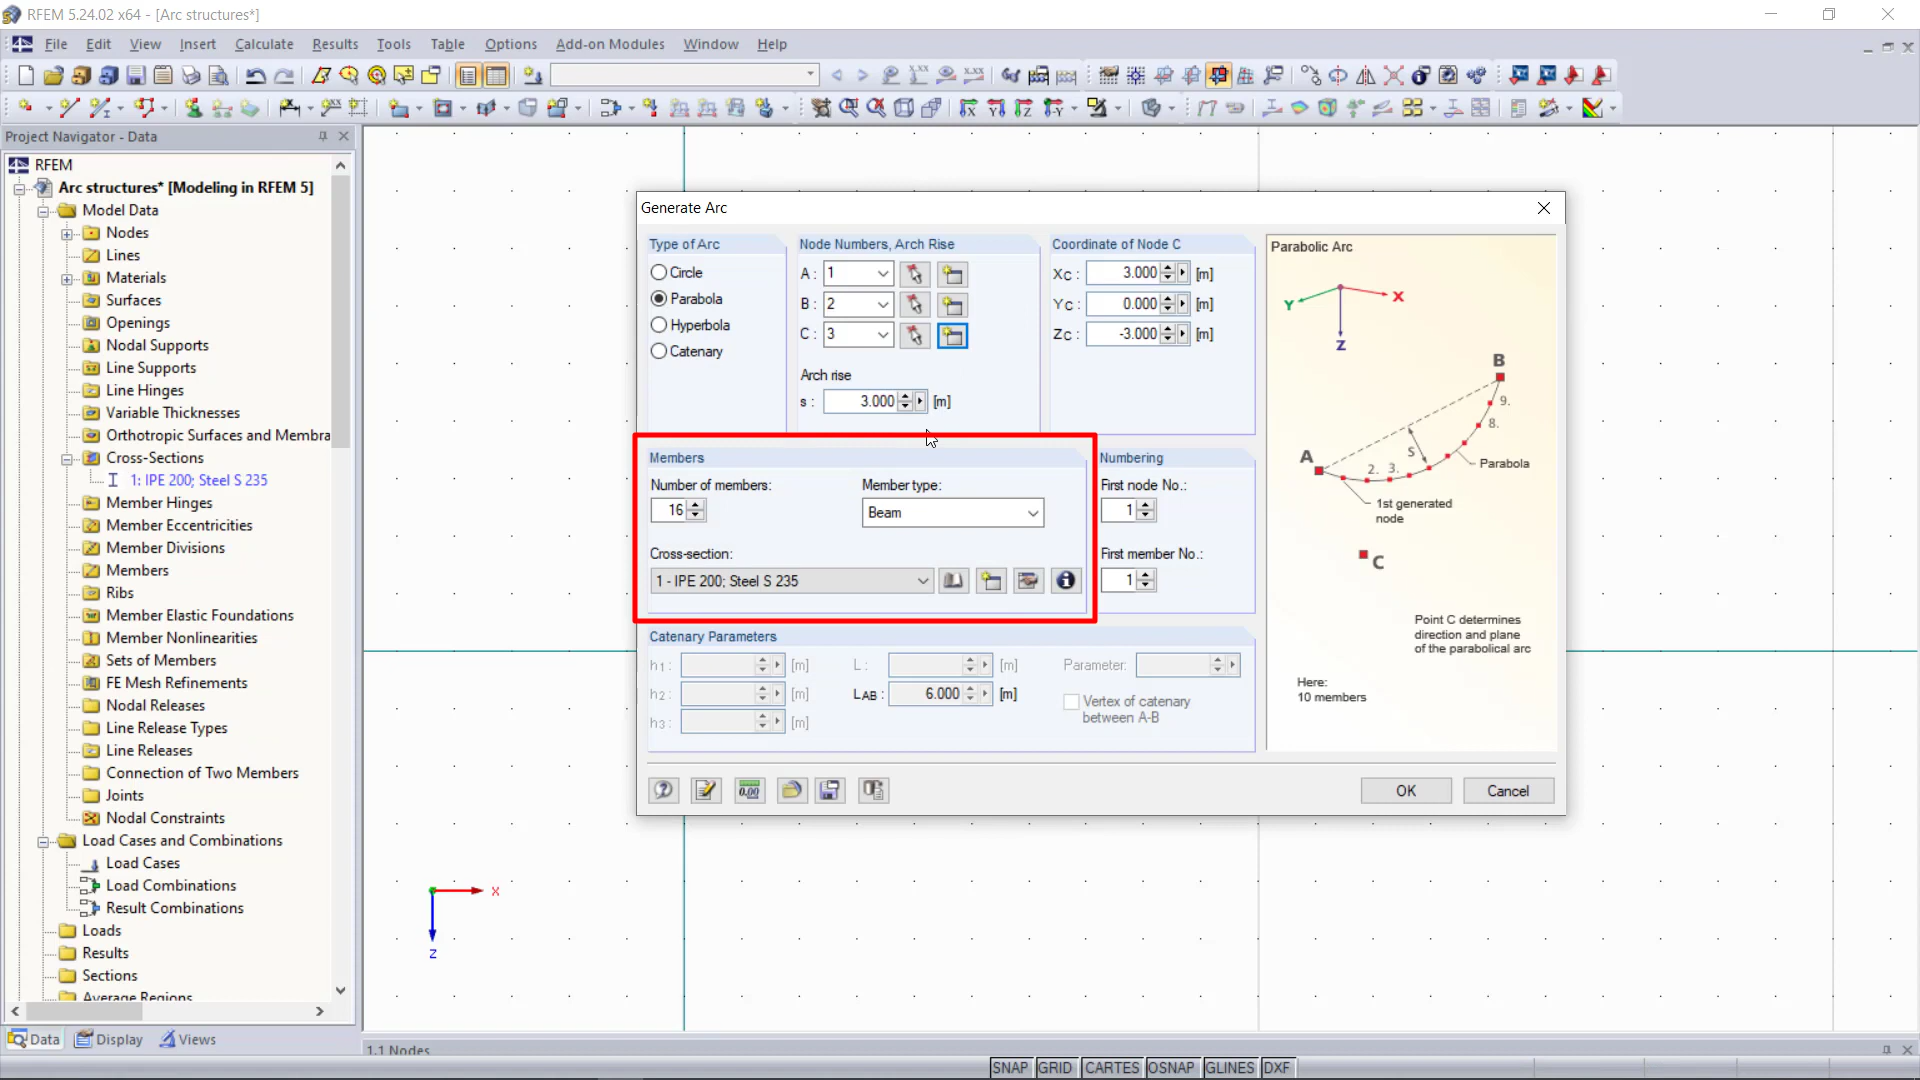 RFEM 5.24.02 x64 - [Arc structures*]
File Edit View Insert Calculate Results Tools Table Options Add-on Modules Window Help
Project Navigator - Data
RFEM
Arc structures* [Modeling in RFEM 5]
Model Data
Nodes
Lines
Materials
Surfaces
Openings
Nodal Supports
Line Supports
Line Hinges
Variable Thicknesses
Orthotropic Surfaces and Membra
Cross-Sections
1: IPE 200; Steel S 235
Member Hinges
Member Eccentricities
Member Divisions
Members
Ribs
Member Elastic Foundations
Member Nonlinearities
Sets of Members
FE Mesh Refinements
Nodal Releases
Line Release Types
Line Releases
Connection of Two Members
Joints
Nodal Constraints
Load Cases and Combinations
Load Cases
Load Combinations
Result Combinations
Loads
Results
Sections
Average Regions
Data Display Views
X
Z
Generate Arc
Type of Arc
Circle
Parabola
Hyperbola
Catenary
Node Numbers, Arch Rise
A: 1
B: 2
C: 3
Arch rise
s: 3.000 [m]
Coordinate of Node C
XC: 3.000 [m]
YC: 0.000 [m]
ZC: -3.000 [m]
Members
Number of members:
16
Member type:
Beam
Cross-section:
1 - IPE 200; Steel S 235
Numbering
First node No.:
1
First member No.:
1
Catenary Parameters
h1: [m]
h2: [m]
h3: [m]
L: [m]
LAB: 6.000 [m]
Parameter:
Vertex of catenary
between A-B
Parabolic Arc
Y
X
Z
B
9.
8.
S
A
2. 3.
Parabola
1st generated
node
C
Point C determines
direction and plane
of the parabolical arc
Here:
10 members
0.00
OK Cancel
1.1 Nodes
SNAP GRID CARTES OSNAP GLINES DXF